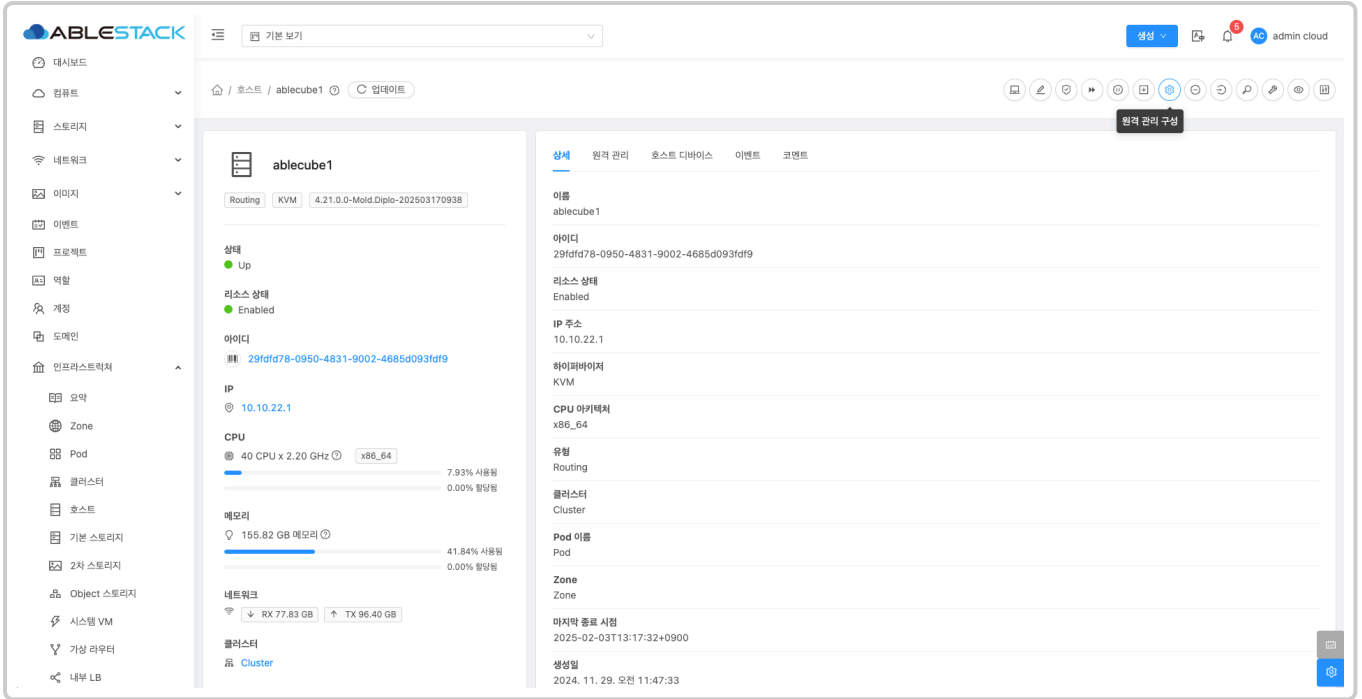 ABLESTACK
기본 보기
생성
5
AC
admin cloud
대시보드
컴퓨트
스토리지
네트워크
이미지
이벤트
프로젝트
역할
계정
도메인
인프라스트럭쳐
요약
Zone
Pod
클러스터
호스트
기본 스토리지
2차 스토리지
Object 스토리지
시스템 VM
가상 라우터
내부 LB
/ 호스트 / ablecube1
업데이트
원격 관리 구성
ablecube1
Routing
KVM
4.21.0.0-Mold.Diplo-202503170938
상태
Up
리소스 상태
Enabled
아이디
29fdfd78-0950-4831-9002-4685d093fdf9
IP
10.10.22.1
CPU
40 CPU x 2.20 GHz
x86_64
7.93% 사용됨
0.00% 할당됨
메모리
155.82 GB 메모리
41.84% 사용됨
0.00% 할당됨
네트워크
RX 77.83 GB
TX 96.40 GB
클러스터
Cluster
상세
원격 관리
호스트 디바이스
이벤트
코멘트
이름
ablecube1
아이디
29fdfd78-0950-4831-9002-4685d093fdf9
리소스 상태
Enabled
IP 주소
10.10.22.1
하이퍼바이저
KVM
CPU 아키텍처
x86_64
유형
Routing
클러스터
Cluster
Pod 이름
Pod
Zone
Zone
마지막 종료 시점
2025-02-03T13:17:32+0900
생성일
2024. 11. 29. 오전 11:47:33